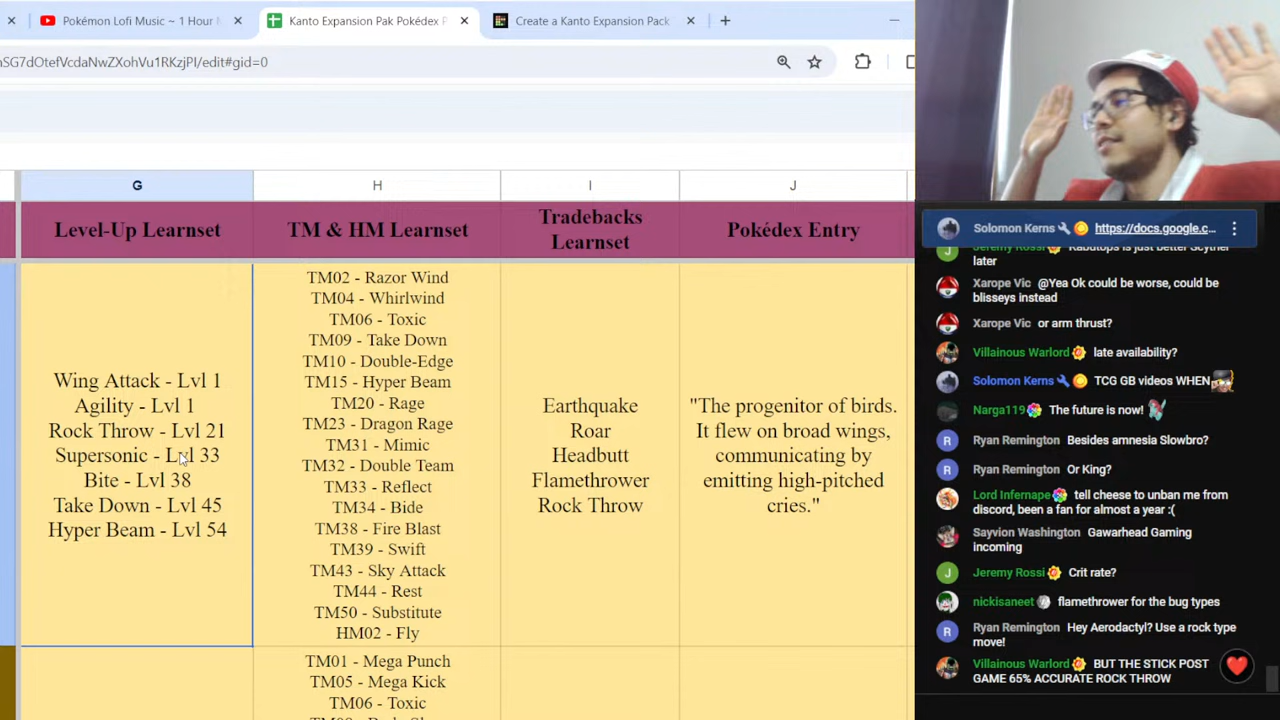 Pokémon Lofi Music ~ 1 Hour
Kanto Expansion Pak Pokédex
Create a Kanto Expansion Pack
nSG7dOtefVcdaNwZXohVu1RKzjPI/edit#gid=0
G
H
I
J
Level-Up Learnset
TM & HM Learnset
Tradebacks
Learnset
Pokédex Entry
Wing Attack - Lvl 1
Agility - Lvl 1
Rock Throw - Lvl 21
Supersonic - Lvl 33
Bite - Lvl 38
Take Down - Lvl 45
Hyper Beam - Lvl 54
TM02 - Razor Wind
TM04 - Whirlwind
TM06 - Toxic
TM09 - Take Down
TM10 - Double-Edge
TM15 - Hyper Beam
TM20 - Rage
TM23 - Dragon Rage
TM31 - Mimic
TM32 - Double Team
TM33 - Reflect
TM34 - Bide
TM38 - Fire Blast
TM39 - Swift
TM43 - Sky Attack
TM44 - Rest
TM50 - Substitute
HM02 - Fly
Earthquake
Roar
Headbutt
Flamethrower
Rock Throw
"The progenitor of birds.
It flew on broad wings,
communicating by
emitting high-pitched
cries."
TM01 - Mega Punch
TM05 - Mega Kick
TM06 - Toxic
Solomon Kerns https://docs.google.c...
Jeremy Rossi Kabutops is just better Scyther
later
Xarope Vic @Yea Ok could be worse, could be
blisseys instead
Xarope Vic or arm thrust?
Villainous Warlord late availability?
Solomon Kerns TCG GB videos WHEN
Narga119 The future is now!
Ryan Remington Besides amnesia Slowbro?
Ryan Remington Or King?
Lord Infernape tell cheese to unban me from
discord, been a fan for almost a year :(
Sayvion Washington Gawarhead Gaming
incoming
J Jeremy Rossi Crit rate?
nickisaneet flamethrower for the bug types
Ryan Remington Hey Aerodactyl? Use a rock type
move!
Villainous Warlord BUT THE STICK POST
GAME 65% ACCURATE ROCK THROW